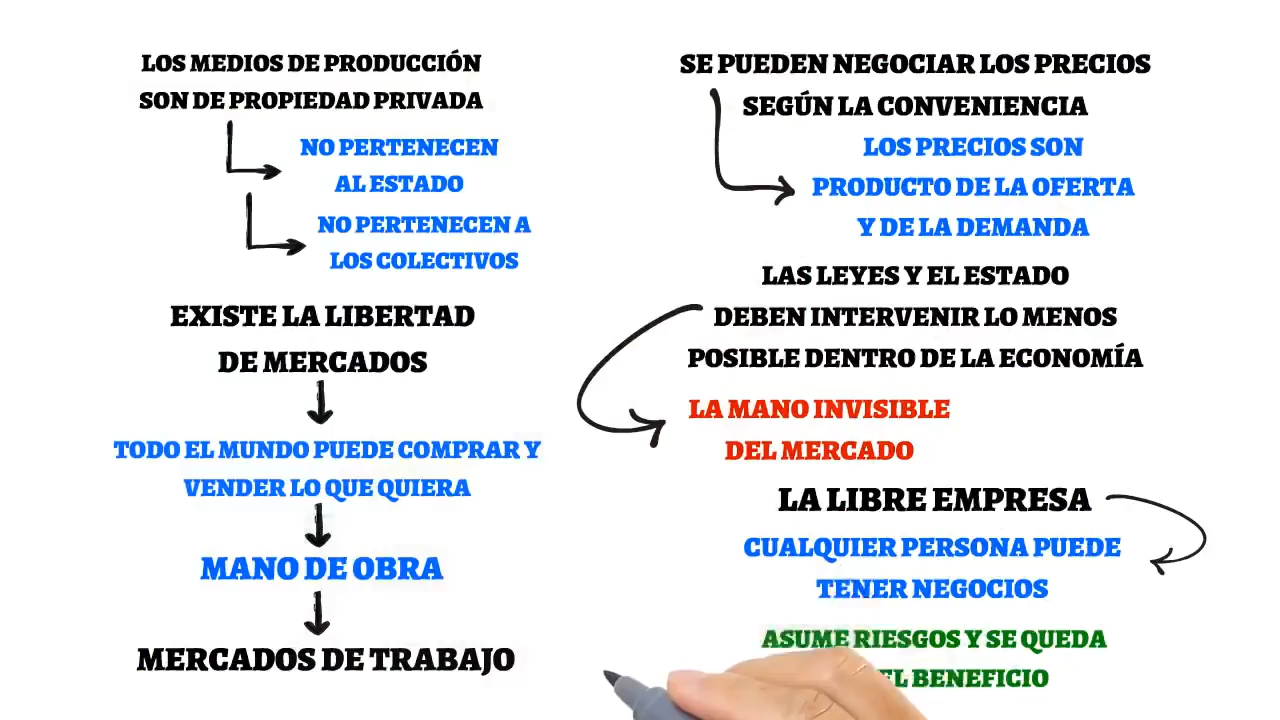 LOS MEDIOS DE PRODUCCIÓN
SON DE PROPIEDAD PRIVADA
NO PERTENECEN
AL ESTADO
NO PERTENECEN A
LOS COLECTIVOS
EXISTE LA LIBERTAD
DE MERCADOS
TODO EL MUNDO PUEDE COMPRAR Y
VENDER LO QUE QUIERA
MANO DE OBRA
MERCADOS DE TRABAJO
SE PUEDEN NEGOCIAR LOS PRECIOS
SEGÚN LA CONVENIENCIA
LOS PRECIOS SON
PRODUCTO DE LA OFERTA
Y DE LA DEMANDA
LAS LEYES Y EL ESTADO
DEBEN INTERVENIR LO MENOS
POSIBLE DENTRO DE LA ECONOMÍA
LA MANO INVISIBLE
DEL MERCADO
LA LIBRE EMPRESA
CUALQUIER PERSONA PUEDE
TENER NEGOCIOS
ASUME RIESGOS Y SE QUEDA
EL BENEFICIO